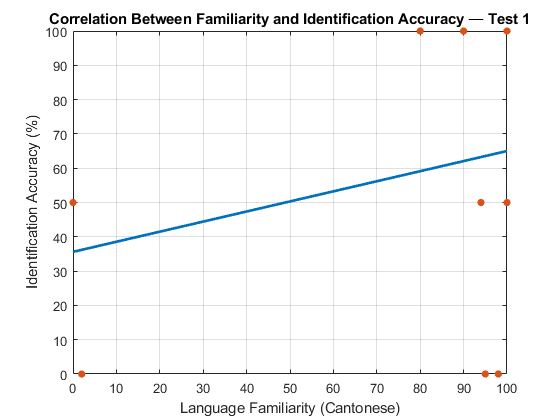 Correlation Between Familiarity and Identification Accuracy — Test 1
100
90
80
70
60
50
40
30
20
10
0
Identification Accuracy (%)
0 10 20 30 40 50 60 70 80 90 100
Language Familiarity (Cantonese)